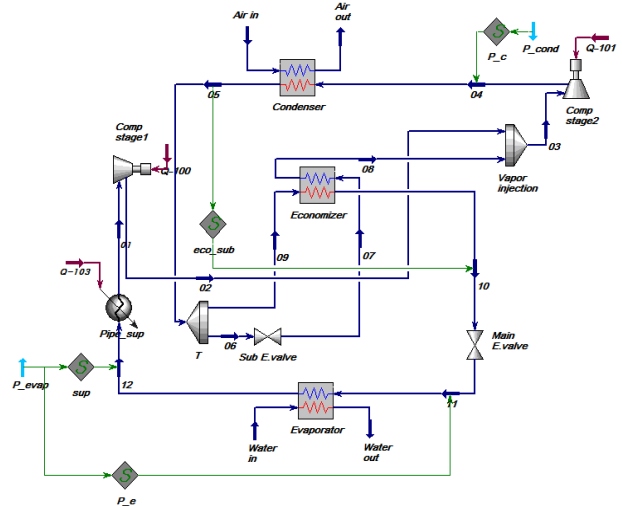 Air in
Air
out
P_c
P_cond
Q-101
05
04
Condenser
Comp
stage2
Comp
stage1
03
Q-100
08
Vapor
injection
Economizer
01
eco_sub
09
07
Q-103
02
10
Pipe_sup
T
06
Sub E.valve
Main
E.valve
P_evap
sup
12
11
Evaporator
Water
in
Water
out
P_e
S
S
S
S